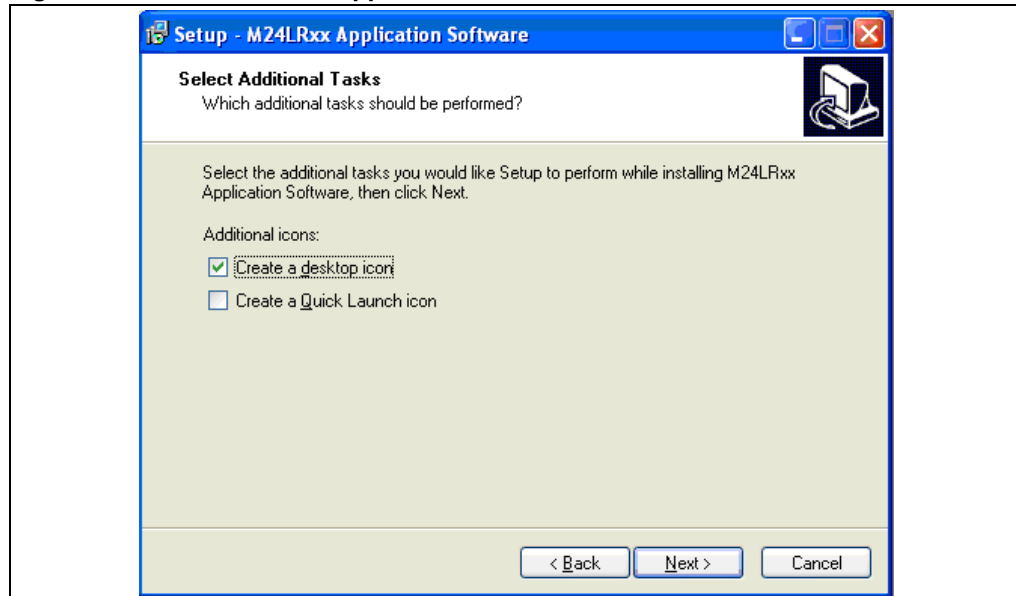 Setup - M24LRxx Application Software
Select Additional Tasks
Which additional tasks should be performed?
Select the additional tasks you would like Setup to perform while installing M24LRxx
Application Software, then click Next.
Additional icons:
Create a desktop icon
Create a Quick Launch icon
< Back
Next >
Cancel